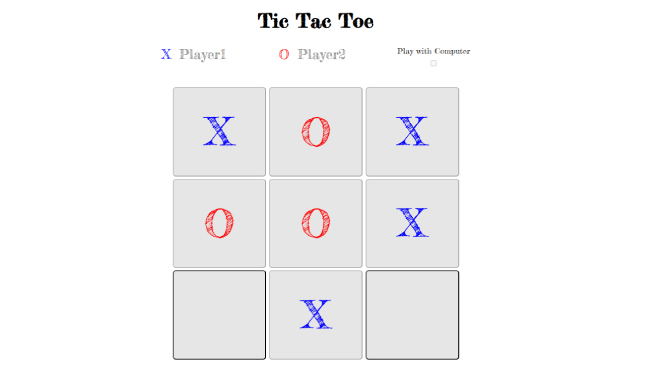 Tic Tac Toe
X Player1 O Player2 Play with Computer
X O X
O O X
X